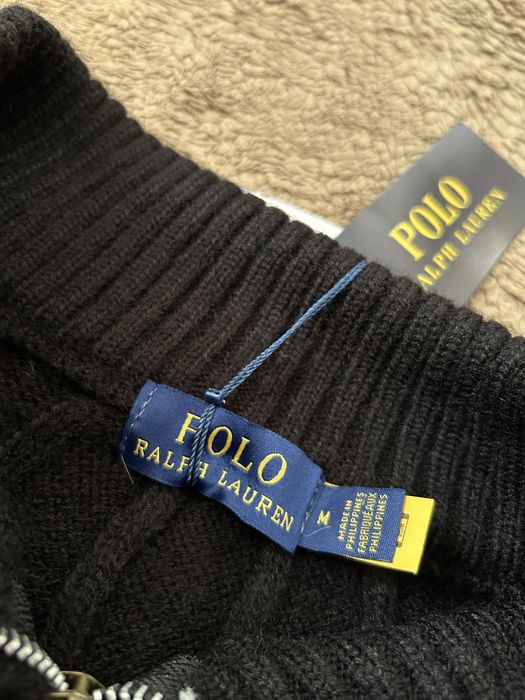 POLO
RALPH LAUREN
POLO
RALPH LAUREN
M
MADE IN
PHILIPPINES
FABRIQUÉ AUX
PHILIPPINES